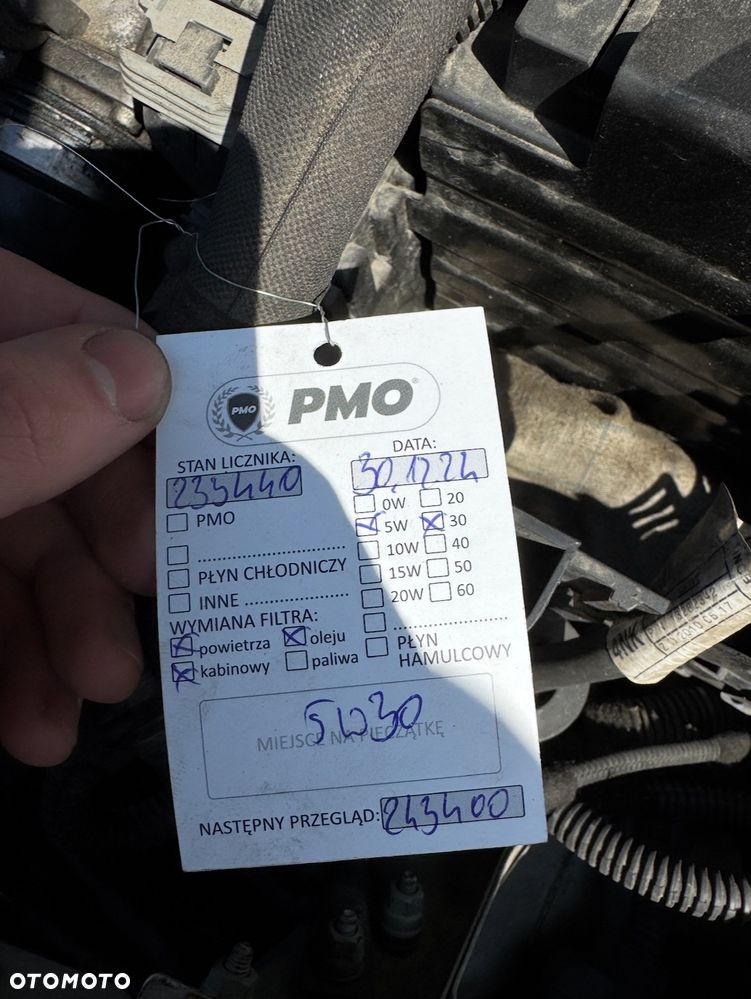 PMO
PMO®
STAN LICZNIKA:
DATA:
233440
30.12.24
PMO
0W 20
5W 30
10W 40
PŁYN CHŁODNICZY
15W 50
INNE
20W 60
WYMIANA FILTRA:
powietrza
oleju
kabinowy
paliwa
PŁYN
HAMULCOWY
5W30
MIEJSCE NA PIECZĄTKĘ
NASTĘPNY PRZEGLĄD:
243400
OTOMOTO